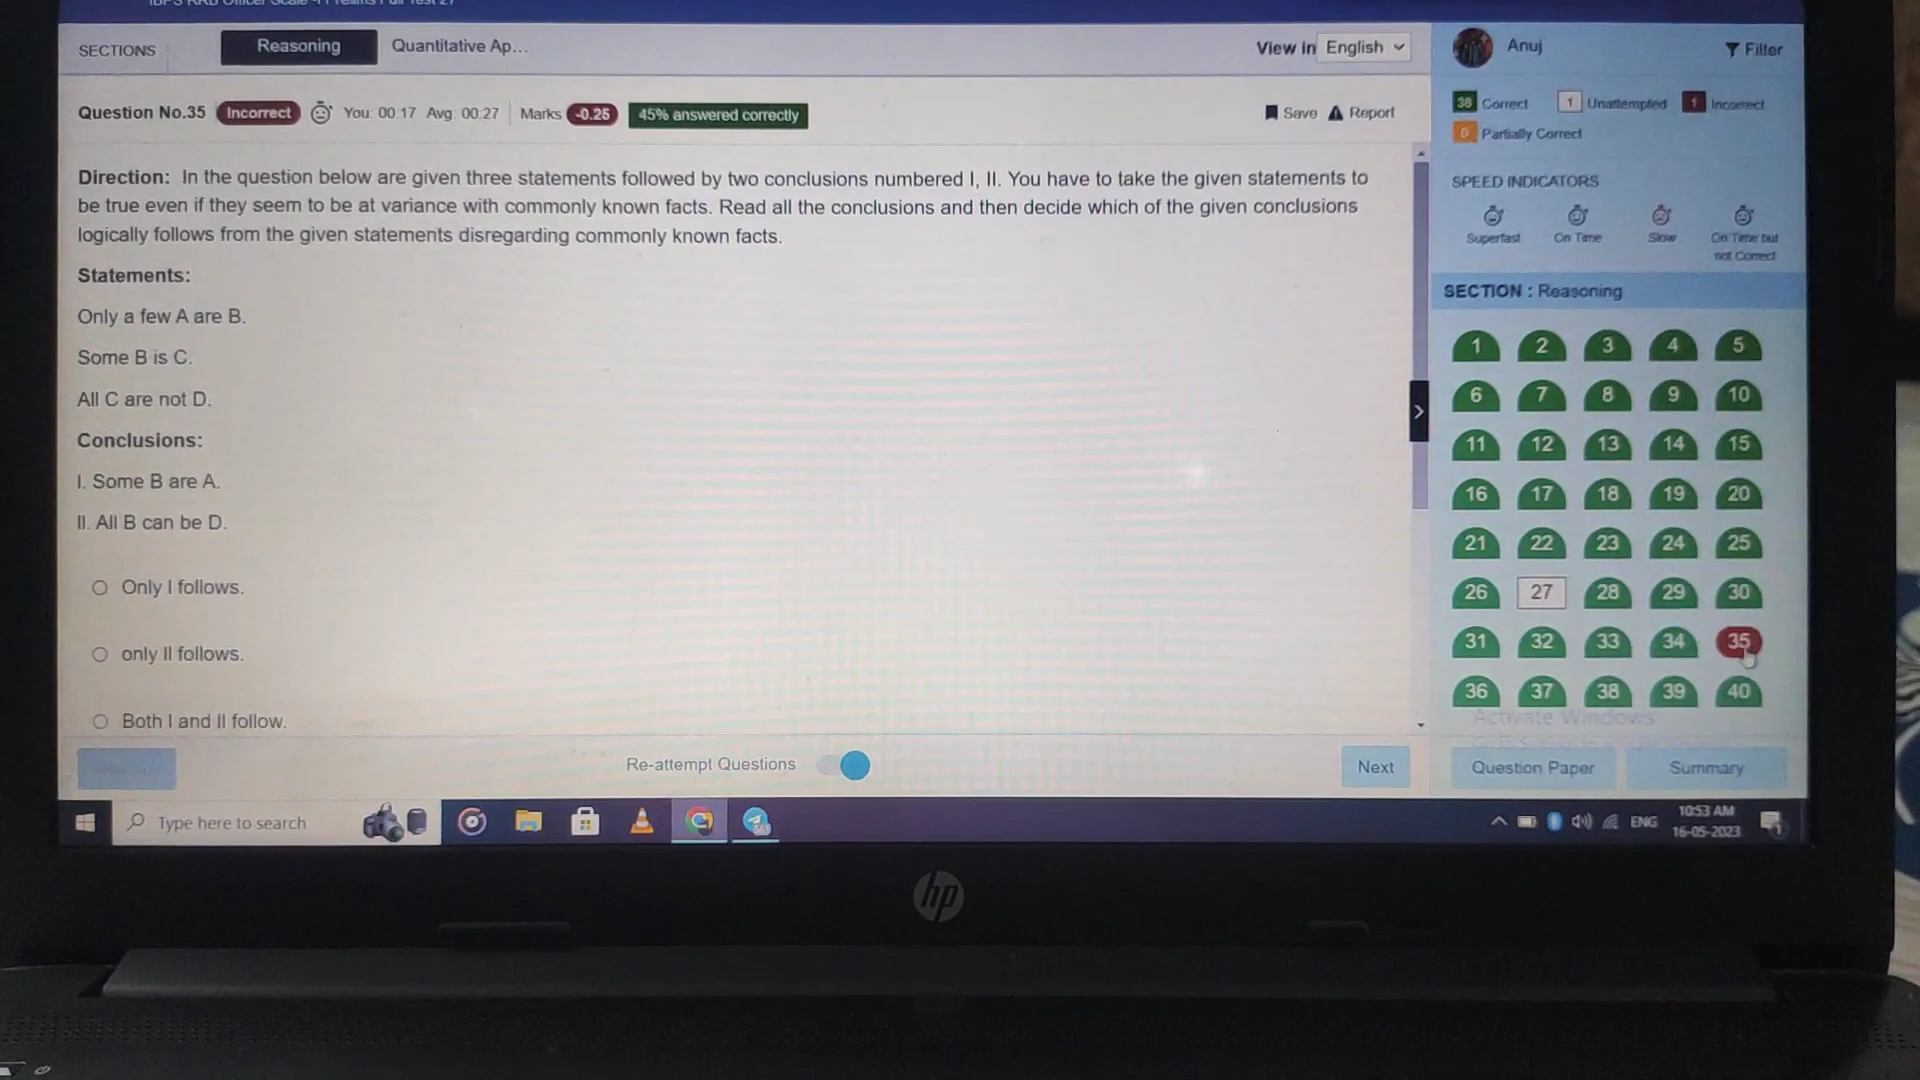 SECTIONS Reasoning Quantitative Ap... View in English
Anuj Filter
Question No.35 Incorrect You: 00:17 Avg: 00:27 Marks -0.25 45% answered correctly Save Report
38 Correct 1 Unattempted 1 Incorrect
0 Partially Correct
Direction: In the question below are given three statements followed by two conclusions numbered I, II. You have to take the given statements to
be true even if they seem to be at variance with commonly known facts. Read all the conclusions and then decide which of the given conclusions
logically follows from the given statements disregarding commonly known facts.
SPEED INDICATORS
Superfast On Time Slow On Time but
not Correct
Statements:
Only a few A are B.
Some B is C.
All C are not D.
Conclusions:
I. Some B are A.
II. All B can be D.
Only I follows.
only II follows.
Both I and II follow.
SECTION : Reasoning
1 2 3 4 5
6 7 8 9 10
11 12 13 14 15
16 17 18 19 20
21 22 23 24 25
26 27 28 29 30
31 32 33 34 35
36 37 38 39 40
Activate Windows
Re-attempt Questions Next Question Paper Summary
Type here to search ENG 10:53 AM
16-05-2023
hp